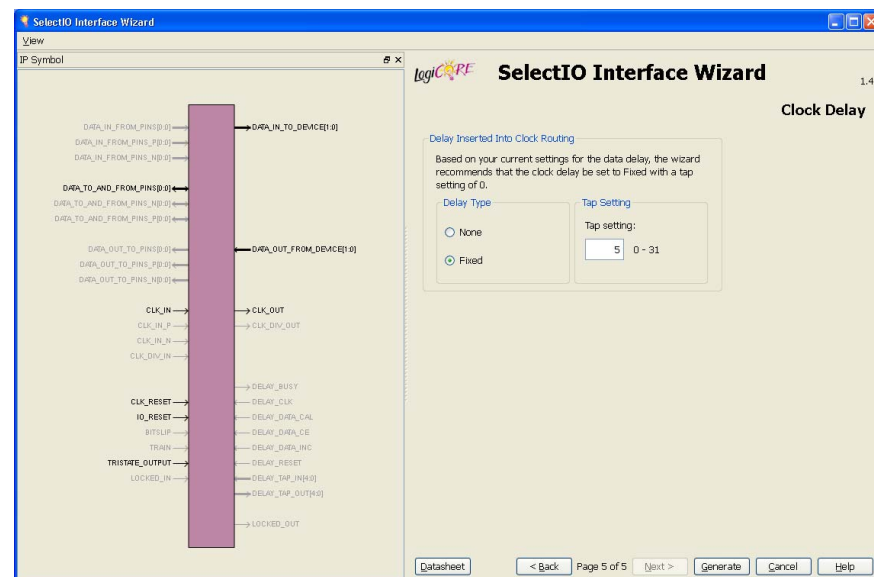 SelectIO Interface Wizard
View
IP Symbol
DATA_IN_FROM_PINS[0:0]
DATA_IN_FROM_PINS_P[0:0]
DATA_IN_FROM_PINS_N[0:0]
DATA_TO_AND_FROM_PINS[0:0]
DATA_TO_AND_FROM_PINS_N[0:0]
DATA_TO_AND_FROM_PINS_P[0:0]
DATA_OUT_TO_PINS[0:0]
DATA_OUT_TO_PINS_P[0:0]
DATA_OUT_TO_PINS_N[0:0]
CLK_IN
CLK_IN_P
CLK_IN_N
CLK_DIV_IN
CLK_RESET
IO_RESET
BITSLIP
TRAIN
TRISTATE_OUTPUT
LOCKED_IN
DATA_IN_TO_DEVICE[1:0]
DATA_OUT_FROM_DEVICE[1:0]
CLK_OUT
CLK_DIV_OUT
DELAY_BUSY
DELAY_CLK
DELAY_DATA_CAL
DELAY_DATA_CE
DELAY_DATA_INC
DELAY_RESET
DELAY_TAP_IN[4:0]
DELAY_TAP_OUT[4:0]
LOCKED_OUT
LogiCORE
SelectIO Interface Wizard
1.4
Clock Delay
Delay Inserted Into Clock Routing
Based on your current settings for the data delay, the wizard
recommends that the clock delay be set to Fixed with a tap
setting of 0.
Delay Type
None
Fixed
Tap Setting
Tap setting:
5 0 - 31
Datasheet < Back Page 5 of 5 Next > Generate Cancel Help